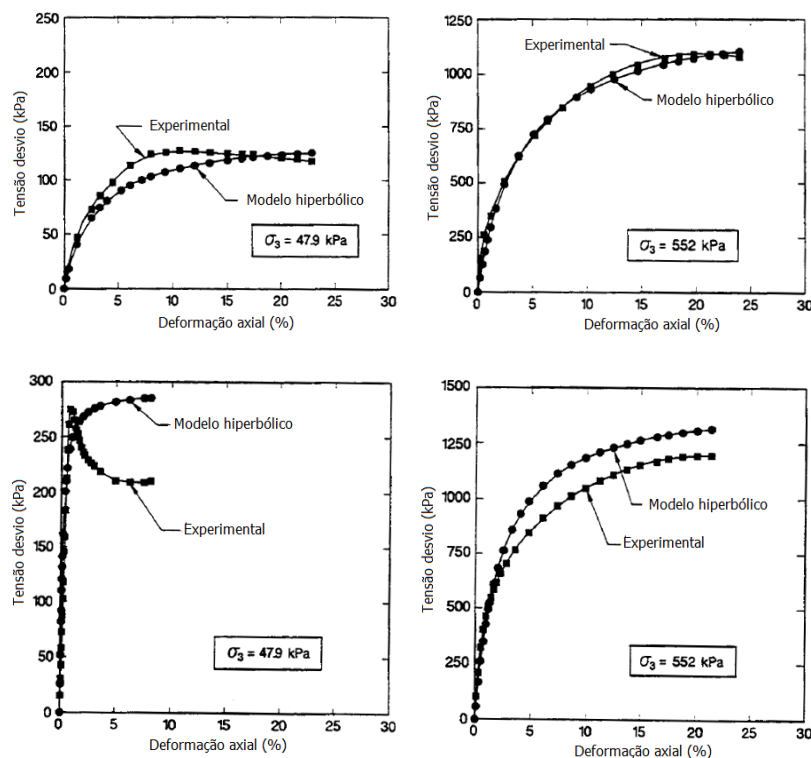 250
200
150
100
50
0
Tensão desvio (kPa)
Experimental
Modelo hiperbólico
σ3 = 47.9 kPa
0 5 10 15 20 25 30
Deformação axial (%)
1250
1000
750
500
250
0
Tensão desvio (kPa)
Experimental
Modelo hiperbólico
σ3 = 552 kPa
0 5 10 15 20 25 30
Deformação axial (%)
300
250
200
150
100
50
0
Tensão desvio (kPa)
Modelo hiperbólico
Experimental
σ3 = 47.9 kPa
0 5 10 15 20 25 30
Deformação axial (%)
1500
1250
1000
750
500
250
0
Tensão desvio (kPa)
Modelo hiperbólico
Experimental
σ3 = 552 kPa
0 5 10 15 20 25 30
Deformação axial (%)